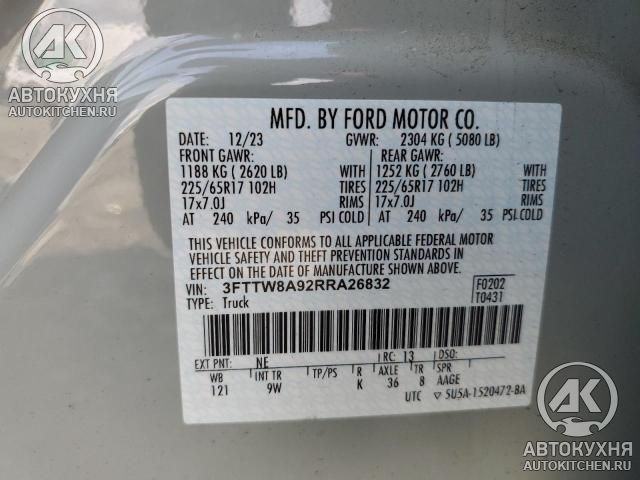 AK
АВТОКУХНЯ
AUTOKITCHEN.RU
MFD. BY FORD MOTOR CO.
DATE: 12/23 GVWR: 2304 KG ( 5080 LB)
FRONT GAWR: REAR GAWR:
1188 KG ( 2620 LB) WITH 1252 KG ( 2760 LB) WITH
225/65R17 102H TIRES 225/65R17 102H TIRES
17x7.0J RIMS 17x7.0J RIMS
AT 240 kPa/ 35 PSI COLD AT 240 kPa/ 35 PSI COLD
THIS VEHICLE CONFORMS TO ALL APPLICABLE FEDERAL MOTOR
VEHICLE SAFETY AND THEFT PREVENTION STANDARDS IN
EFFECT ON THE DATE OF MANUFACTURE SHOWN ABOVE.
VIN: 3FTTW8A92RRA26832 F0202
TYPE: Truck T0431
EXT PNT: NE RC: 13
WB INT TR TP/PS R AXLE TR SPR
121 9W K 36 8 AAGE
UTC 5U5A-1520472-BA
AK
АВТОКУХНЯ
AUTOKITCHEN.RU